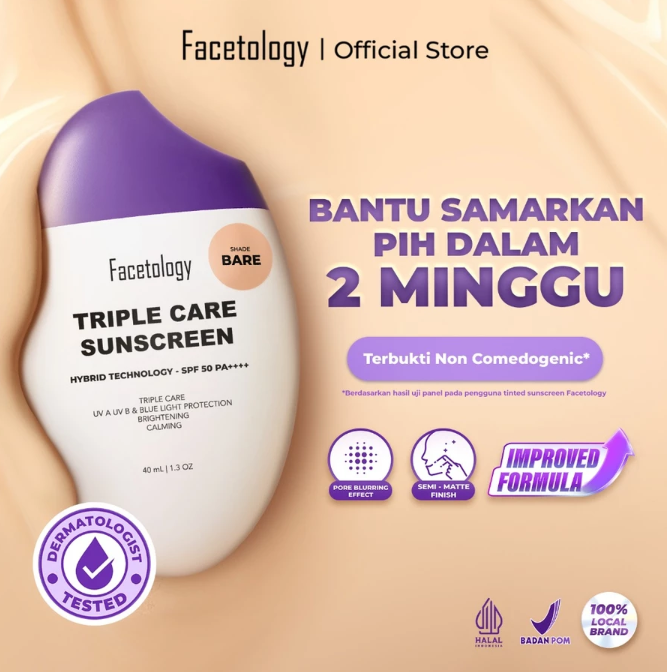 Facetology | Official Store
SHADE
BARE
Facetology
TRIPLE CARE
SUNSCREEN
HYBRID TECHNOLOGY - SPF 50 PA++++
TRIPLE CARE
UV A UV B & BLUE LIGHT PROTECTION
BRIGHTENING
CALMING
40 mL | 1.3 OZ
DERMATOLOGIST
TESTED
BANTU SAMARKAN
PIH DALAM
2 MINGGU
Terbukti Non Comedogenic*
*Berdasarkan hasil uji panel pada pengguna tinted sunscreen Facetology
PORE BLURRING
EFFECT
SEMI - MATTE
FINISH
IMPROVED
FORMULA
HALAL
INDONESIA
BADAN POM
100%
LOCAL
BRAND